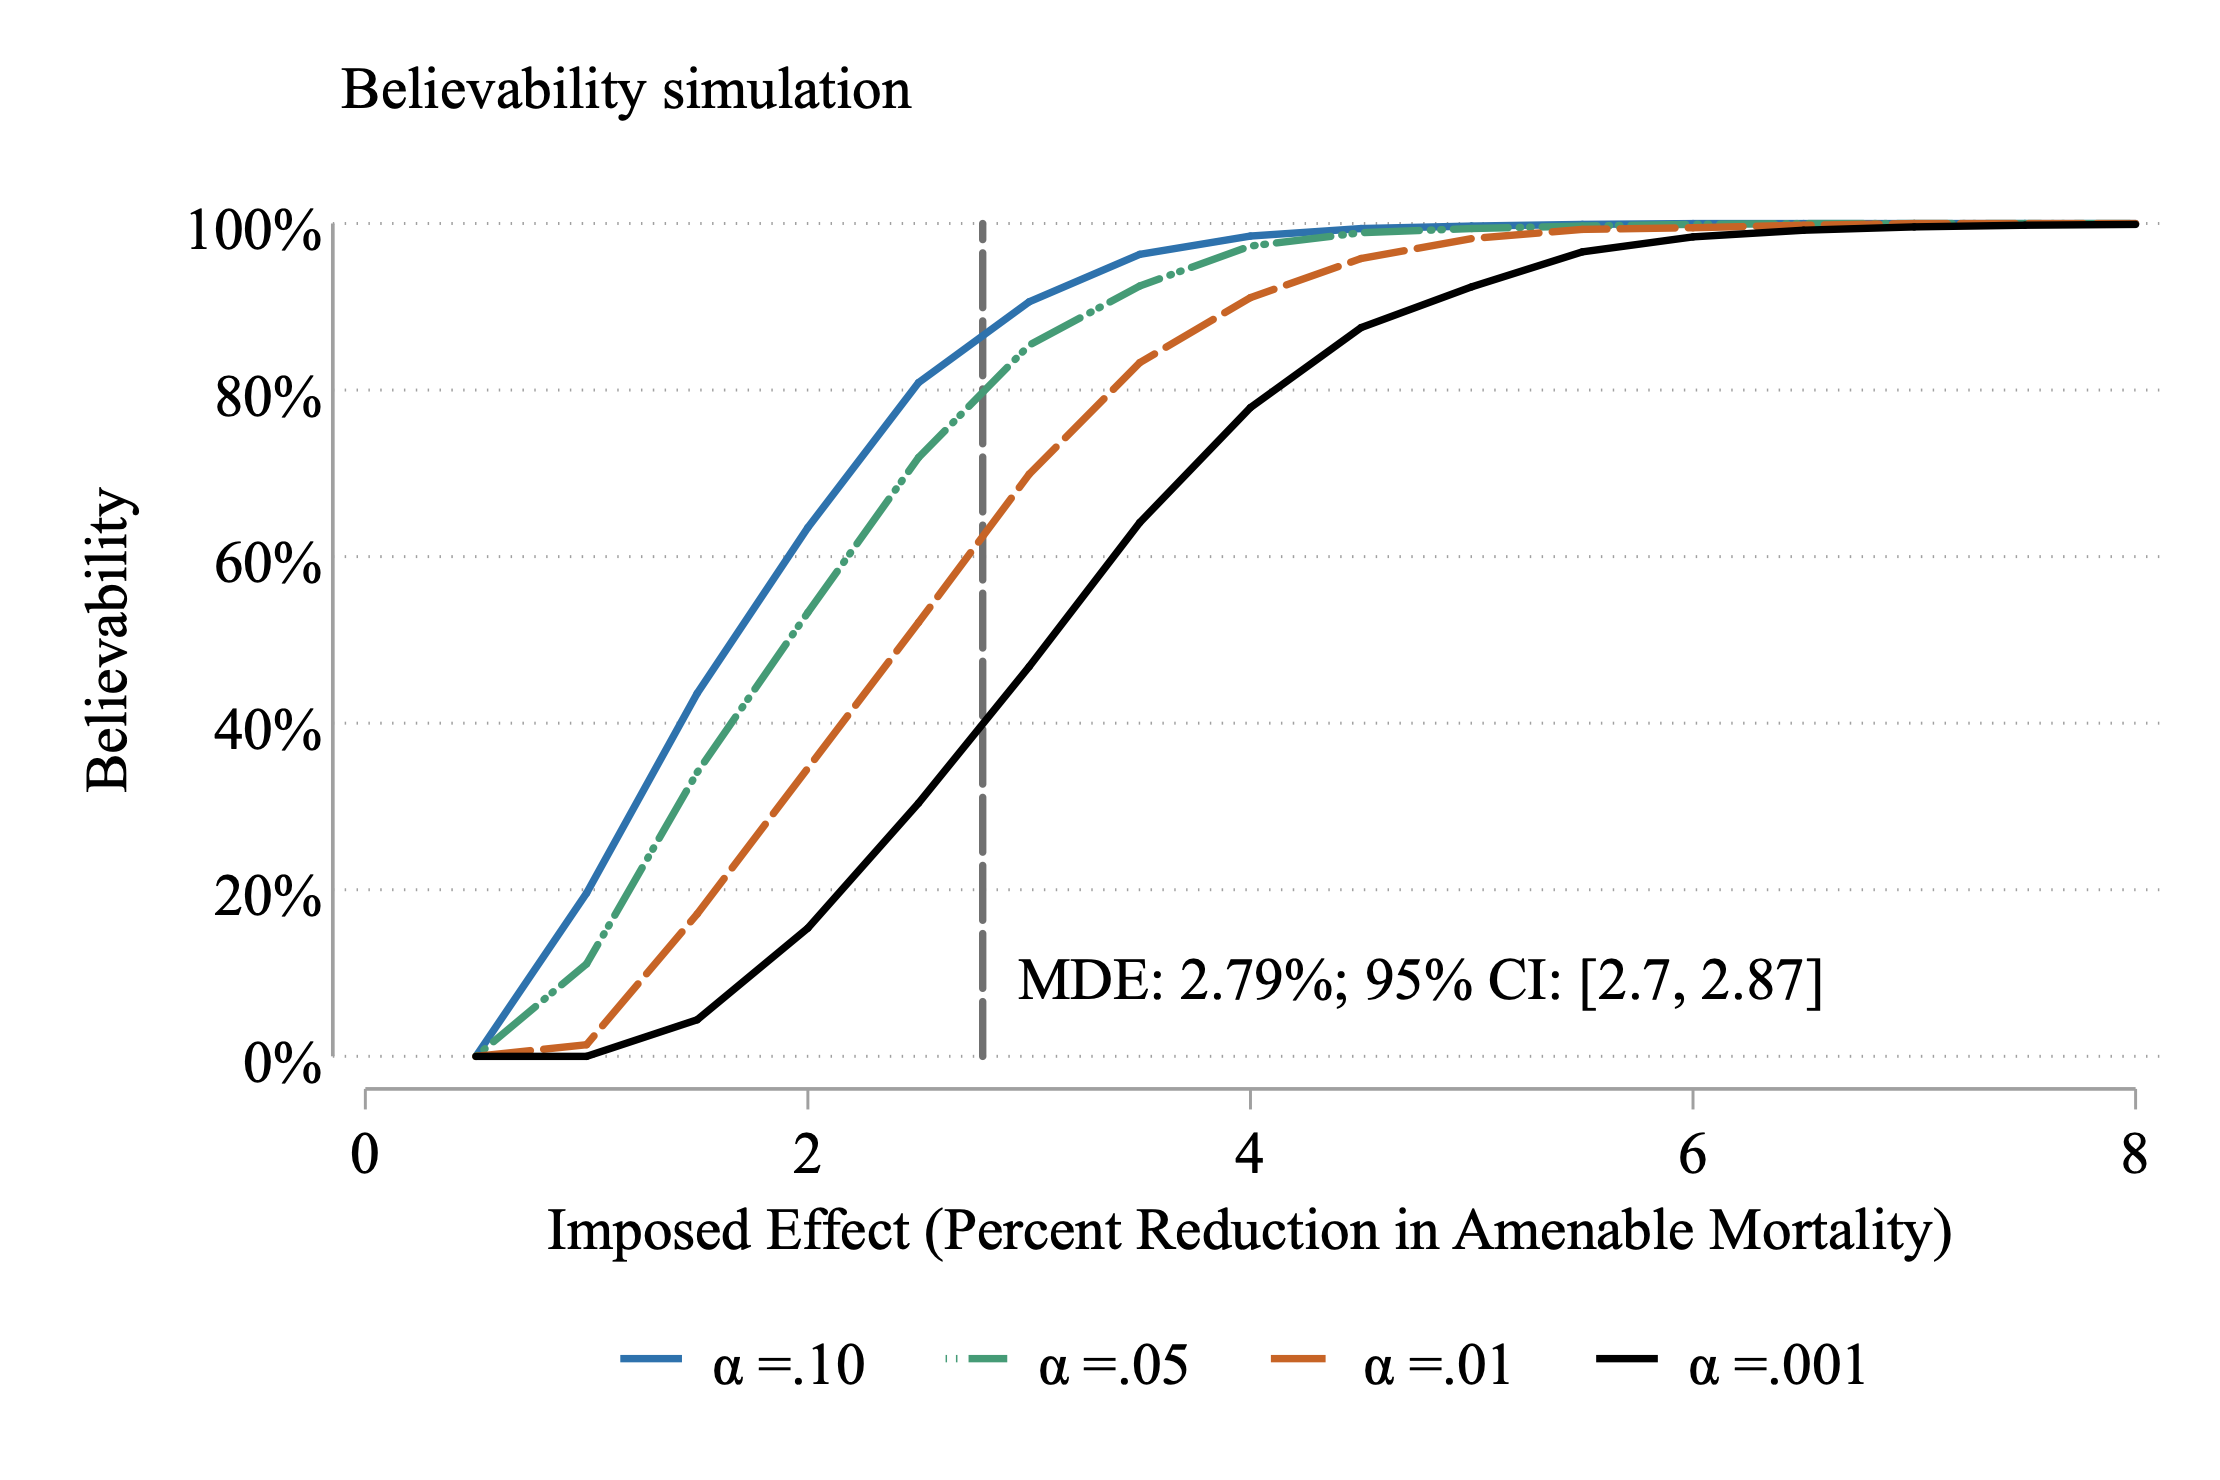 Believability simulation
100%
80%
60%
40%
20%
0%
Believability
MDE: 2.79%; 95% CI: [2.7, 2.87]
0 2 4 6 8
Imposed Effect (Percent Reduction in Amenable Mortality)
α =.10 α =.05 α =.01 α =.001